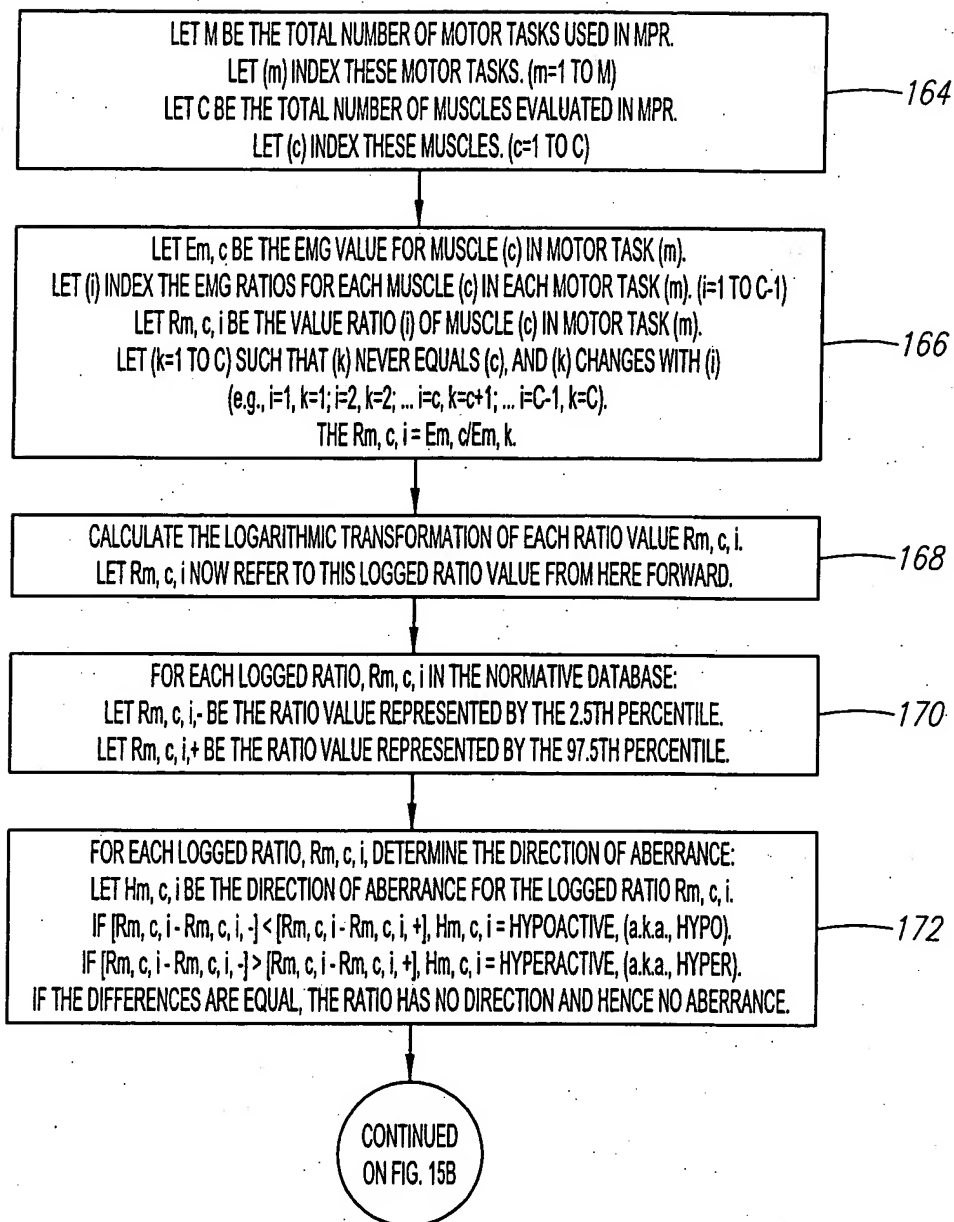 LET M BE THE TOTAL NUMBER OF MOTOR TASKS USED IN MPR.
LET (m) INDEX THESE MOTOR TASKS. (m=1 TO M)
LET C BE THE TOTAL NUMBER OF MUSCLES EVALUATED IN MPR.
LET (c) INDEX THESE MUSCLES. (c=1 TO C)
164
LET Em, c BE THE EMG VALUE FOR MUSCLE (c) IN MOTOR TASK (m).
LET (i) INDEX THE EMG RATIOS FOR EACH MUSCLE (c) IN EACH MOTOR TASK (m). (i=1 TO C-1)
LET Rm, c, i BE THE VALUE RATIO (i) OF MUSCLE (c) IN MOTOR TASK (m).
LET (k=1 TO C) SUCH THAT (k) NEVER EQUALS (c), AND (k) CHANGES WITH (i)
(e.g., i=1, k=1; i=2, k=2; ... i=c, k=c+1; ... i=C-1, k=C).
THE Rm, c, i = Em, c/Em, k.
166
CALCULATE THE LOGARITHMIC TRANSFORMATION OF EACH RATIO VALUE Rm, c, i.
LET Rm, c, i NOW REFER TO THIS LOGGED RATIO VALUE FROM HERE FORWARD.
168
FOR EACH LOGGED RATIO, Rm, c, i IN THE NORMATIVE DATABASE:
LET Rm, c, i,- BE THE RATIO VALUE REPRESENTED BY THE 2.5TH PERCENTILE.
LET Rm, c, i,+ BE THE RATIO VALUE REPRESENTED BY THE 97.5TH PERCENTILE.
170
FOR EACH LOGGED RATIO, Rm, c, i, DETERMINE THE DIRECTION OF ABERRANCE:
LET Hm, c, i BE THE DIRECTION OF ABERRANCE FOR THE LOGGED RATIO Rm, c, i.
IF [Rm, c, i - Rm, c, i, -] < [Rm, c, i - Rm, c, i, +], Hm, c, i = HYPOACTIVE, (a.k.a., HYPO).
IF [Rm, c, i - Rm, c, i, -] > [Rm, c, i - Rm, c, i, +], Hm, c, i = HYPERACTIVE, (a.k.a., HYPER).
IF THE DIFFERENCES ARE EQUAL, THE RATIO HAS NO DIRECTION AND HENCE NO ABERRANCE.
172
CONTINUED
ON FIG. 15B